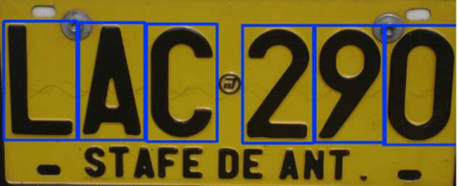 LAC 290
STAFE DE ANT.